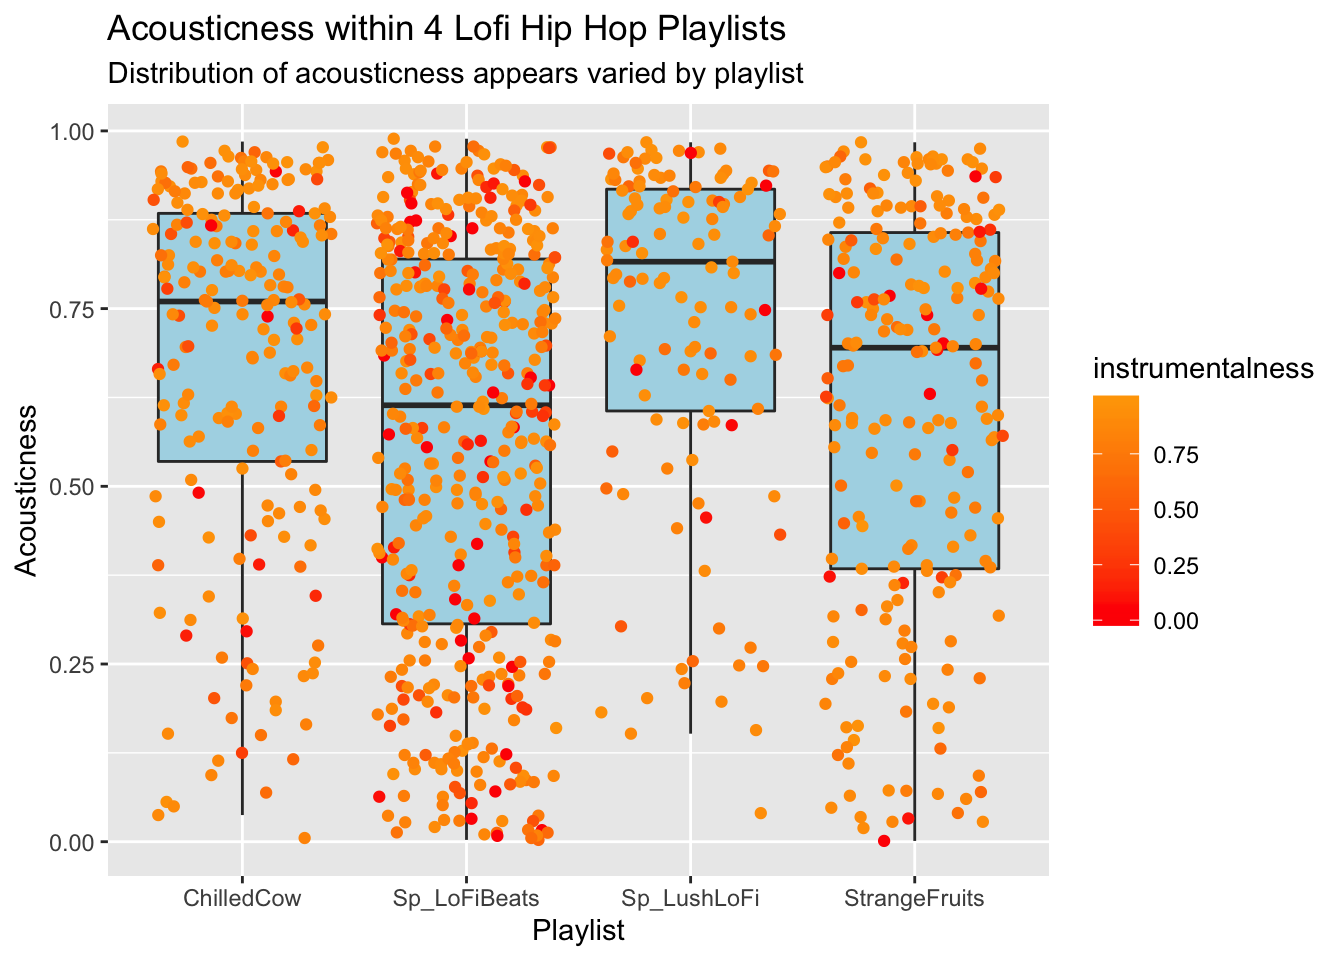 Acousticness within 4 Lofi Hip Hop Playlists
Distribution of acousticness appears varied by playlist
Acousticness
1.00
0.75
0.50
0.25
0.00
ChilledCow
Sp_LoFiBeats
Sp_LushLoFi
StrangeFruits
Playlist
instrumentalness
0.75
0.50
0.25
0.00